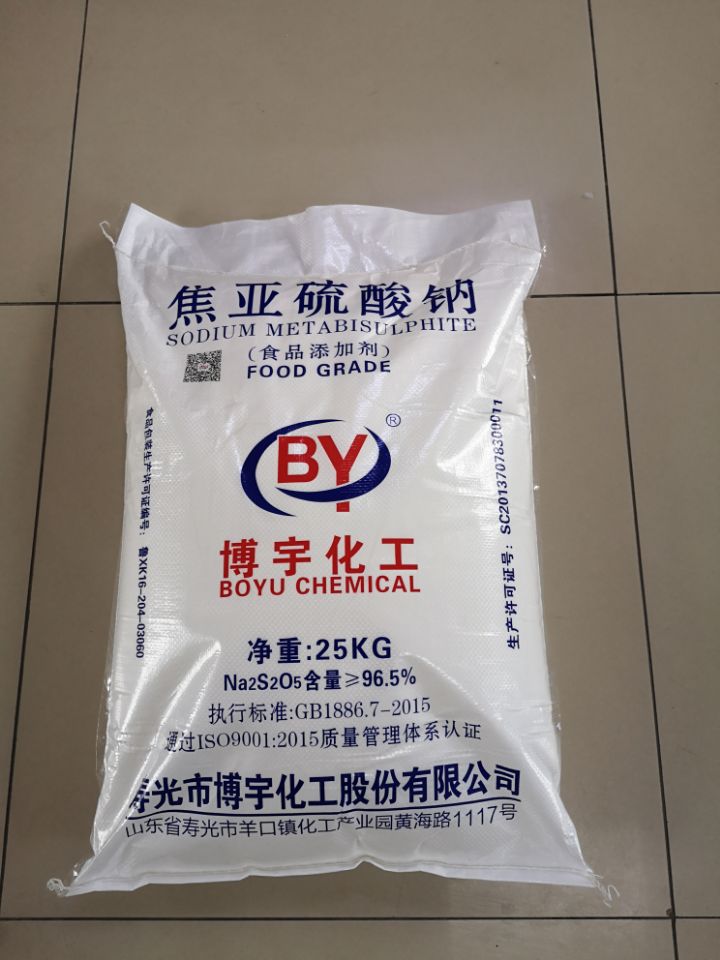 焦亚硫酸钠
SODIUM METABISULPHITE
(食品添加剂)
FOOD GRADE
BY®
博宇化工
BOYU CHEMICAL
食品包装生产许可证编号: 鲁XK16-204-03060
生产许可证号: SC20137078300011
净重:25KG
Na2S2O5含量≥96.5%
执行标准:GB1886.7-2015
通过ISO9001:2015质量管理体系认证
寿光市博宇化工股份有限公司
山东省寿光市羊口镇化工产业园黄海路1117号